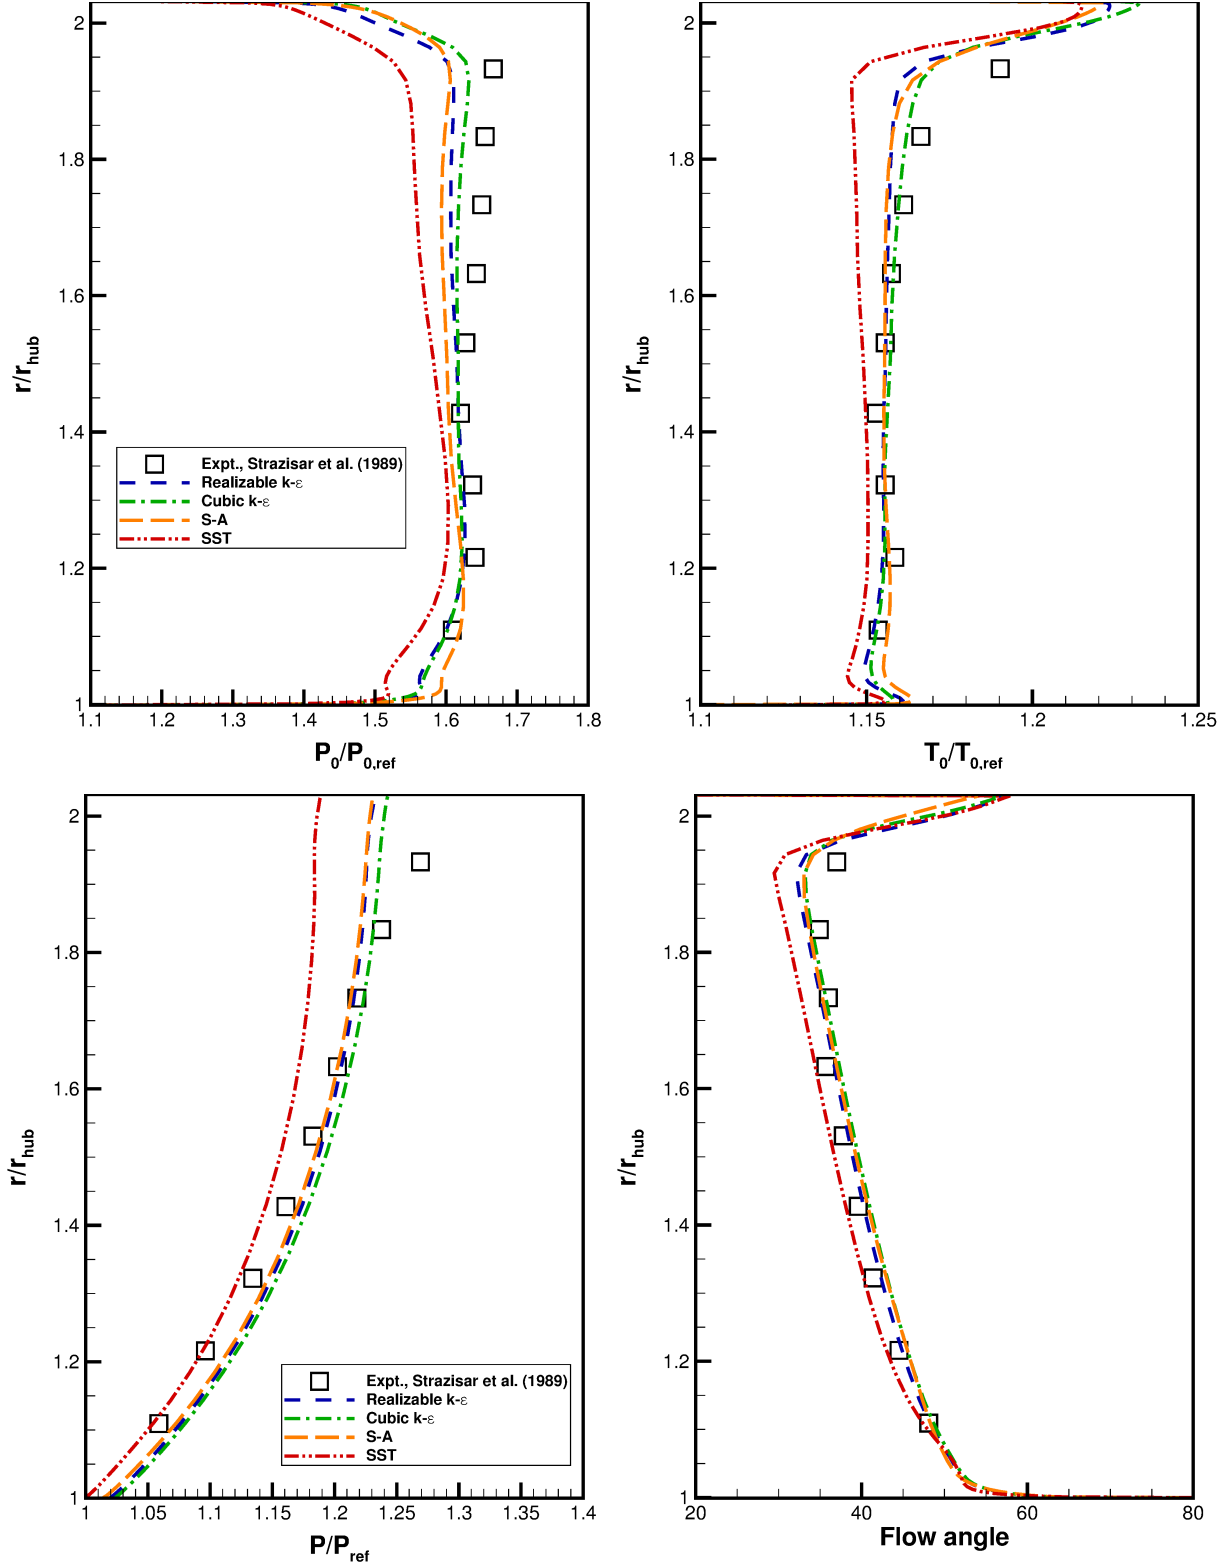 2
1.8
1.6
1.4
1.2
1
r/r_hub
Expt., Strazisar et al. (1989)
Realizable k-ε
Cubic k-ε
S-A
SST
1.1 1.2 1.3 1.4 1.5 1.6 1.7 1.8
P_0/P_0,ref
2
1.8
1.6
1.4
1.2
1
r/r_hub
1.1 1.15 1.2 1.25
T_0/T_0,ref
2
1.8
1.6
1.4
1.2
1
r/r_hub
Expt., Strazisar et al. (1989)
Realizable k-ε
Cubic k-ε
S-A
SST
1 1.05 1.1 1.15 1.2 1.25 1.3 1.35 1.4
P/P_ref
2
1.8
1.6
1.4
1.2
1
r/r_hub
20 40 60 80
Flow angle